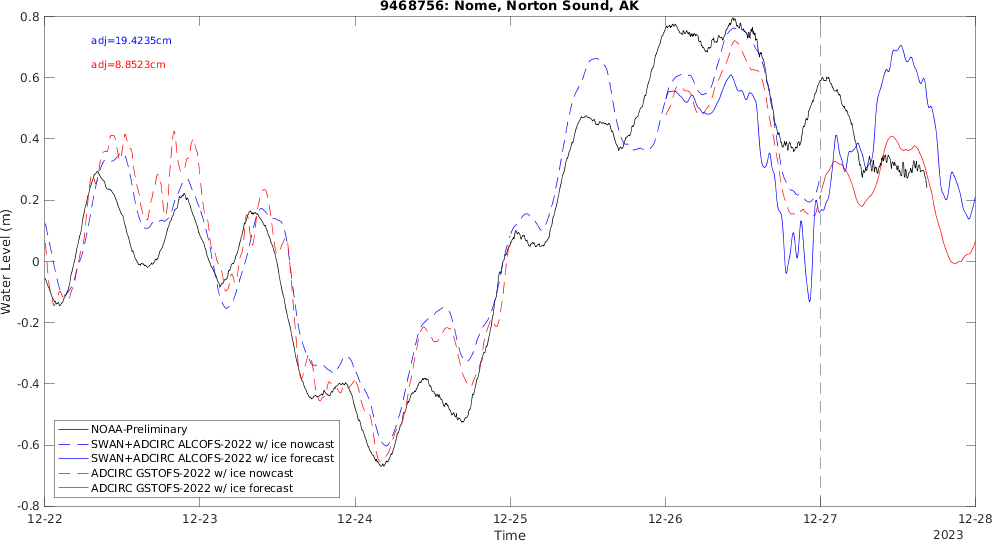 9468756: Nome, Norton Sound, AK
0.8
adj=19.4235cm
adj=8.8523cm
0.6
0.4
0.2
0
-0.2
-0.4
-0.6
-0.8
Water Level (m)
NOAA-Preliminary
SWAN+ADCIRC ALCOFS-2022 w/ ice nowcast
SWAN+ADCIRC ALCOFS-2022 w/ ice forecast
ADCIRC GSTOFS-2022 w/ ice nowcast
ADCIRC GSTOFS-2022 w/ ice forecast
12-22 12-23 12-24 12-25 12-26 12-27 12-28
Time
2023